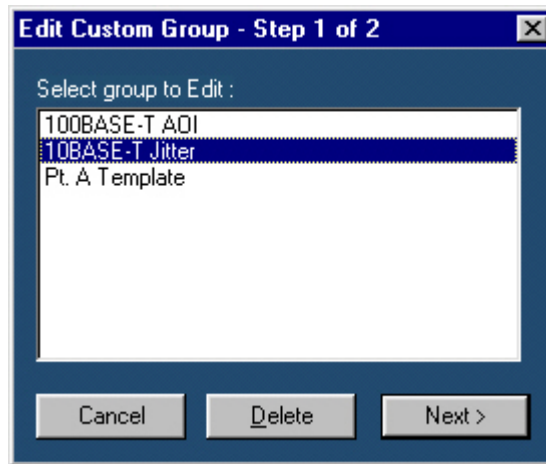 Edit Custom Group - Step 1 of 2
Select group to Edit :
100BASE-T AOI
10BASE-T Jitter
Pt. A Template
Cancel Delete Next >